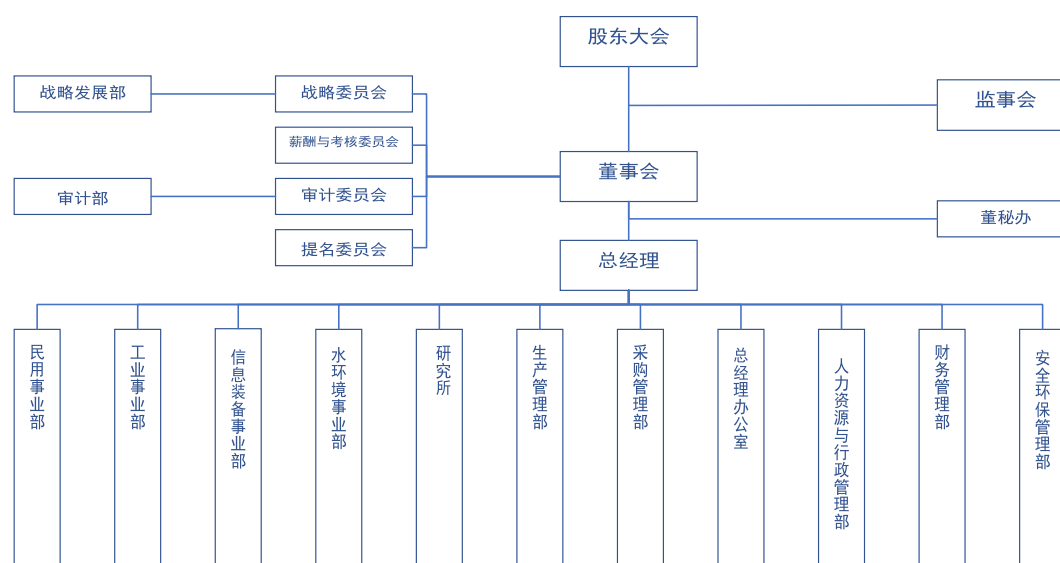 股东大会
战略发展部
战略委员会
监事会
薪酬与考核委员会
董事会
审计部
审计委员会
董秘办
提名委员会
总经理
民用事业部
工业事业部
信息装备事业部
水环境事业部
研究所
生产管理部
采购管理部
总经理办公室
人力资源与行政管理部
财务管理部
安全环保管理部